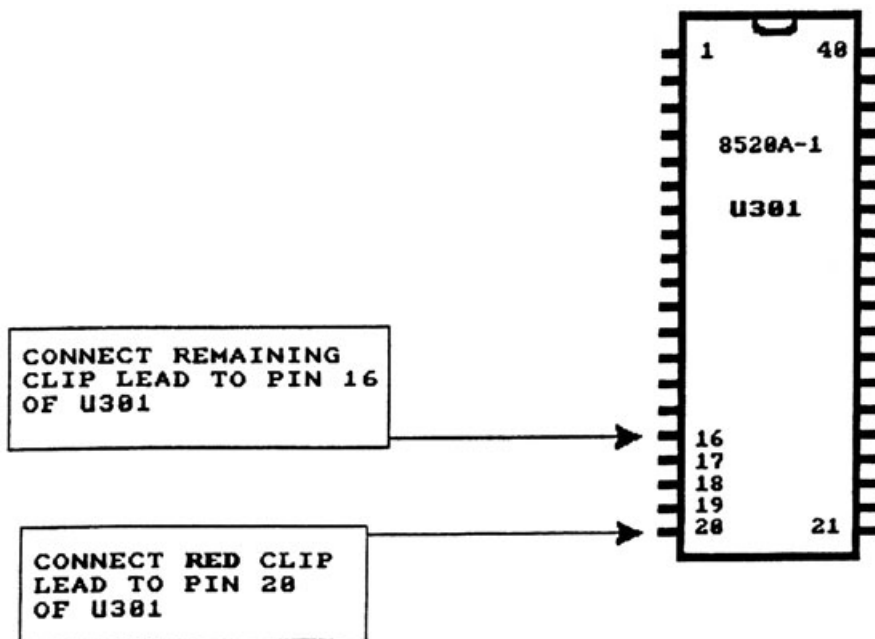 1 40
8520A-1
U301
CONNECT REMAINING
CLIP LEAD TO PIN 16
OF U301
16
17
18
19
20 21
CONNECT RED CLIP
LEAD TO PIN 20
OF U301